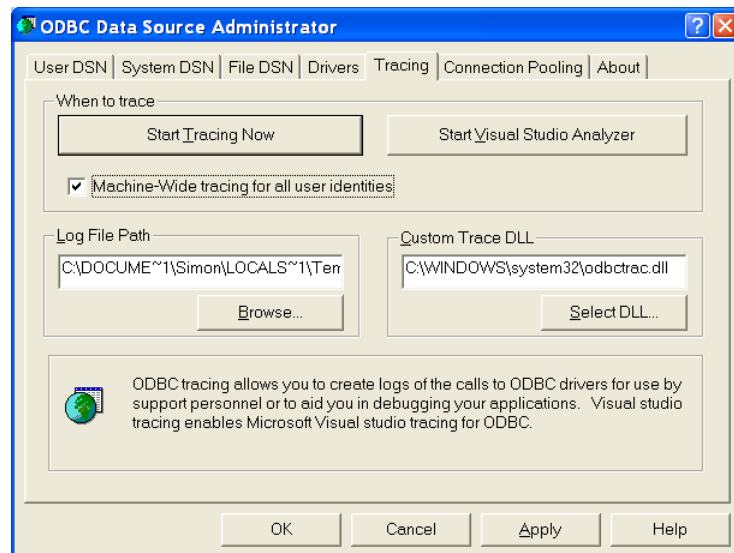 ODBC Data Source Administrator
User DSN System DSN File DSN Drivers Tracing Connection Pooling About
When to trace
Start Tracing Now Start Visual Studio Analyzer
Machine-Wide tracing for all user identities
Log File Path Custom Trace DLL
C:\DOCUME~1\Simon\LOCALS~1\Tem C:\WINDOWS\system32\odbctrac.dll
Browse... Select DLL...
ODBC tracing allows you to create logs of the calls to ODBC drivers for use by
support personnel or to aid you in debugging your applications. Visual studio
tracing enables Microsoft Visual studio tracing for ODBC.
OK Cancel Apply Help